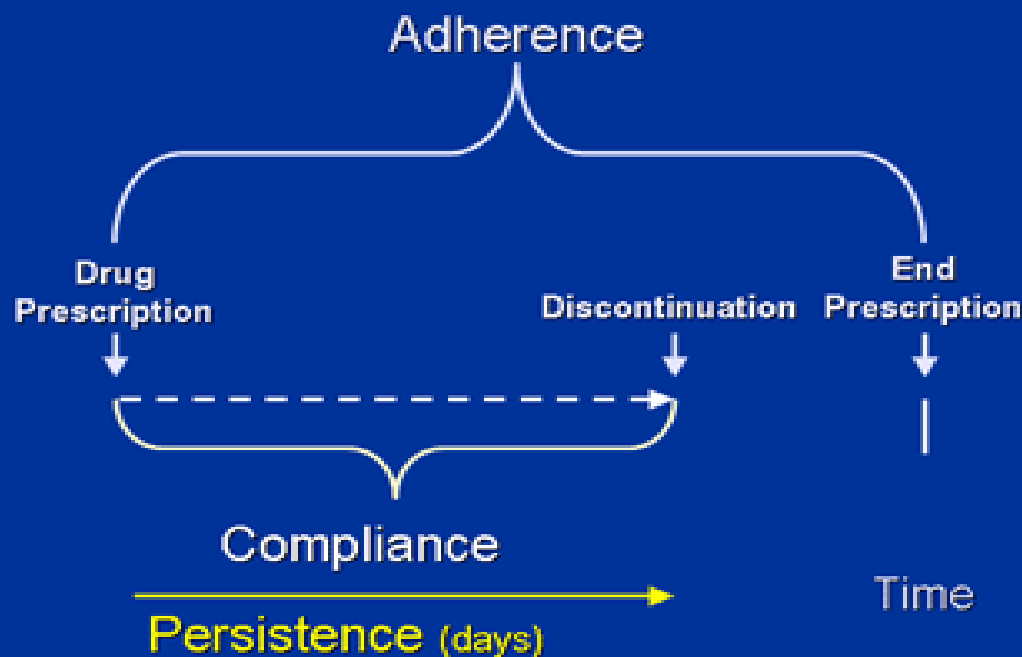 Adherence
Drug
Prescription
Discontinuation
End
Prescription
Compliance
Time
Persistence (days)